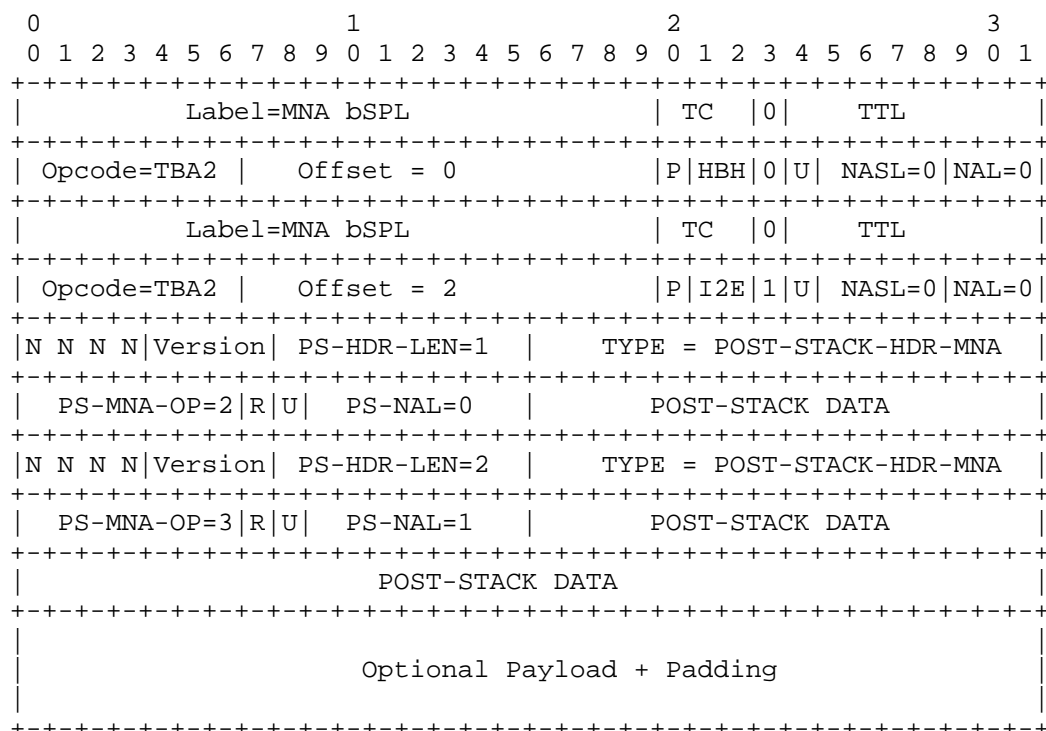 0                   1                   2                   3
 0 1 2 3 4 5 6 7 8 9 0 1 2 3 4 5 6 7 8 9 0 1 2 3 4 5 6 7 8 9 0 1
+-+-+-+-+-+-+-+-+-+-+-+-+-+-+-+-+-+-+-+-+-+-+-+-+-+-+-+-+-+-+-+-+
|          Label=MNA bSPL               | TC  |0|    TTL        |
+-+-+-+-+-+-+-+-+-+-+-+-+-+-+-+-+-+-+-+-+-+-+-+-+-+-+-+-+-+-+-+-+
| Opcode=TBA2 |   Offset = 0            |P|HBH|0|U| NASL=0|NAL=0|
+-+-+-+-+-+-+-+-+-+-+-+-+-+-+-+-+-+-+-+-+-+-+-+-+-+-+-+-+-+-+-+-+
|          Label=MNA bSPL               | TC  |0|    TTL        |
+-+-+-+-+-+-+-+-+-+-+-+-+-+-+-+-+-+-+-+-+-+-+-+-+-+-+-+-+-+-+-+-+
| Opcode=TBA2 |   Offset = 2            |P|I2E|1|U| NASL=0|NAL=0|
+-+-+-+-+-+-+-+-+-+-+-+-+-+-+-+-+-+-+-+-+-+-+-+-+-+-+-+-+-+-+-+-+
|N N N N|Version| PS-HDR-LEN=1  |    TYPE = POST-STACK-HDR-MNA  |
+-+-+-+-+-+-+-+-+-+-+-+-+-+-+-+-+-+-+-+-+-+-+-+-+-+-+-+-+-+-+-+-+
|  PS-MNA-OP=2|R|U|  PS-NAL=0   |       POST-STACK DATA         |
+-+-+-+-+-+-+-+-+-+-+-+-+-+-+-+-+-+-+-+-+-+-+-+-+-+-+-+-+-+-+-+-+
|N N N N|Version| PS-HDR-LEN=2  |    TYPE = POST-STACK-HDR-MNA  |
+-+-+-+-+-+-+-+-+-+-+-+-+-+-+-+-+-+-+-+-+-+-+-+-+-+-+-+-+-+-+-+-+
|  PS-MNA-OP=3|R|U|  PS-NAL=1   |       POST-STACK DATA         |
+-+-+-+-+-+-+-+-+-+-+-+-+-+-+-+-+-+-+-+-+-+-+-+-+-+-+-+-+-+-+-+-+
|                      POST-STACK DATA                          |
+-+-+-+-+-+-+-+-+-+-+-+-+-+-+-+-+-+-+-+-+-+-+-+-+-+-+-+-+-+-+-+-+
|                                                               |
|                     Optional Payload + Padding                |
|                                                               |
+-+-+-+-+-+-+-+-+-+-+-+-+-+-+-+-+-+-+-+-+-+-+-+-+-+-+-+-+-+-+-+-+